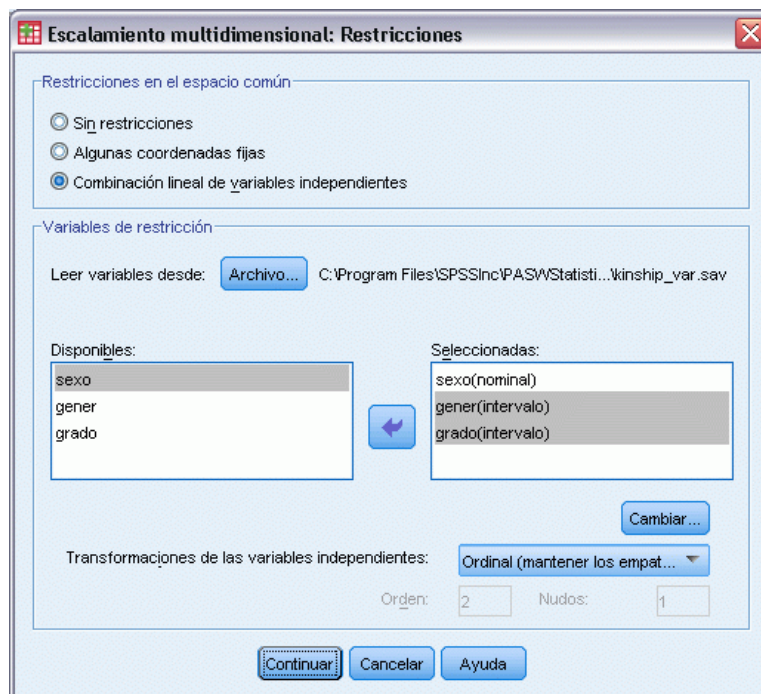 Escalamiento multidimensional: Restricciones
Restricciones en el espacio común
Sin restricciones
Algunas coordenadas fijas
Combinación lineal de variables independientes
Variables de restricción
Leer variables desde: Archivo... C:\Program Files\SPSSInc\PASWStatisti...\kinship_var.sav
Disponibles: Seleccionadas:
sexo sexo(nominal)
gener gener(intervalo)
grado grado(intervalo)
Cambiar...
Transformaciones de las variables independientes: Ordinal (mantener los empat...
Orden: 2 Nudos: 1
Continuar Cancelar Ayuda